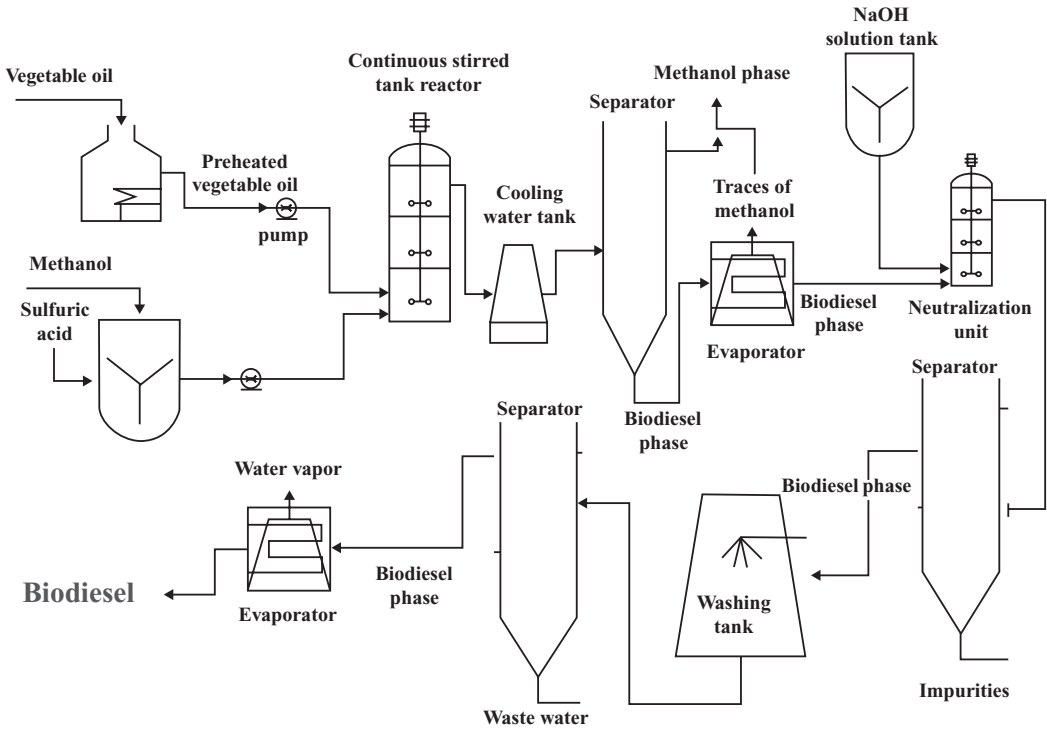 Vegetable oil
Continuous stirred
tank reactor
Separator
Methanol phase
NaOH
solution tank
Preheated
vegetable oil
pump
Cooling
water tank
Traces of
methanol
Methanol
Sulfuric
acid
Evaporator
Biodiesel
phase
Neutralization
unit
Biodiesel
phase
Separator
Separator
Water vapor
Biodiesel phase
Biodiesel
Evaporator
Biodiesel
phase
Washing
tank
Waste water
Impurities